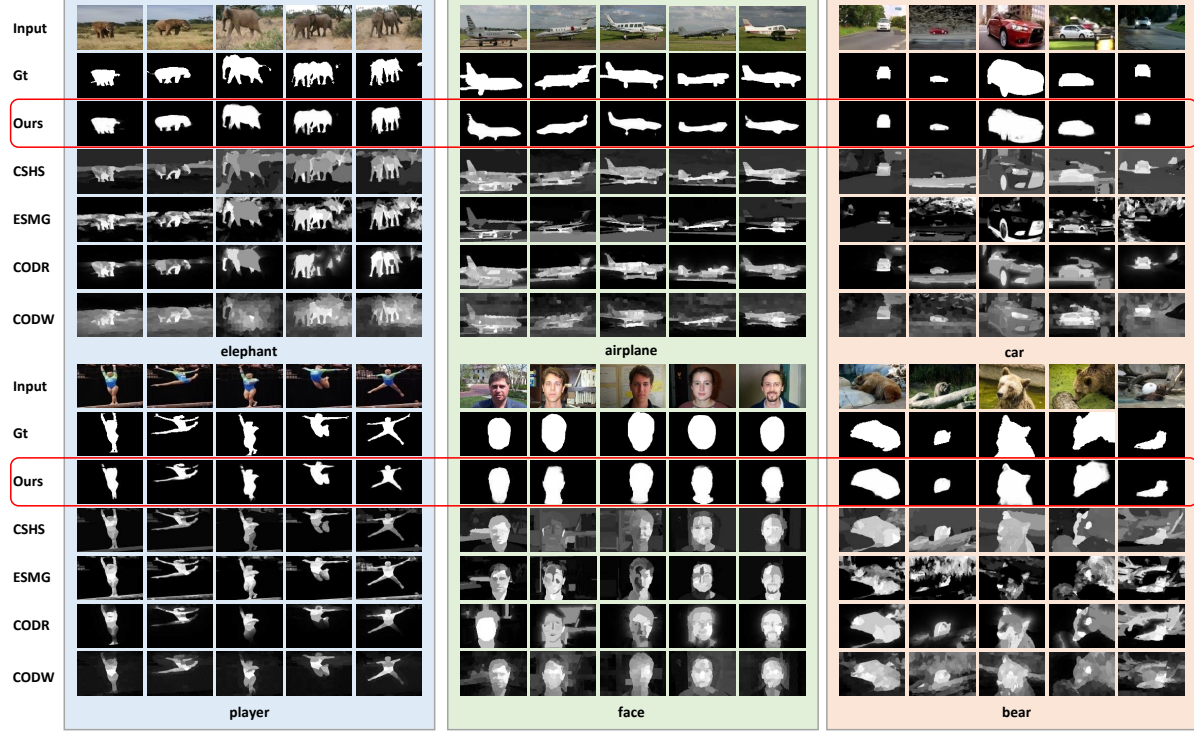 Input
Gt
Ours
CSHS
ESMG
CODR
CODW
elephant airplane car
Input
Gt
Ours
CSHS
ESMG
CODR
CODW
player face bear